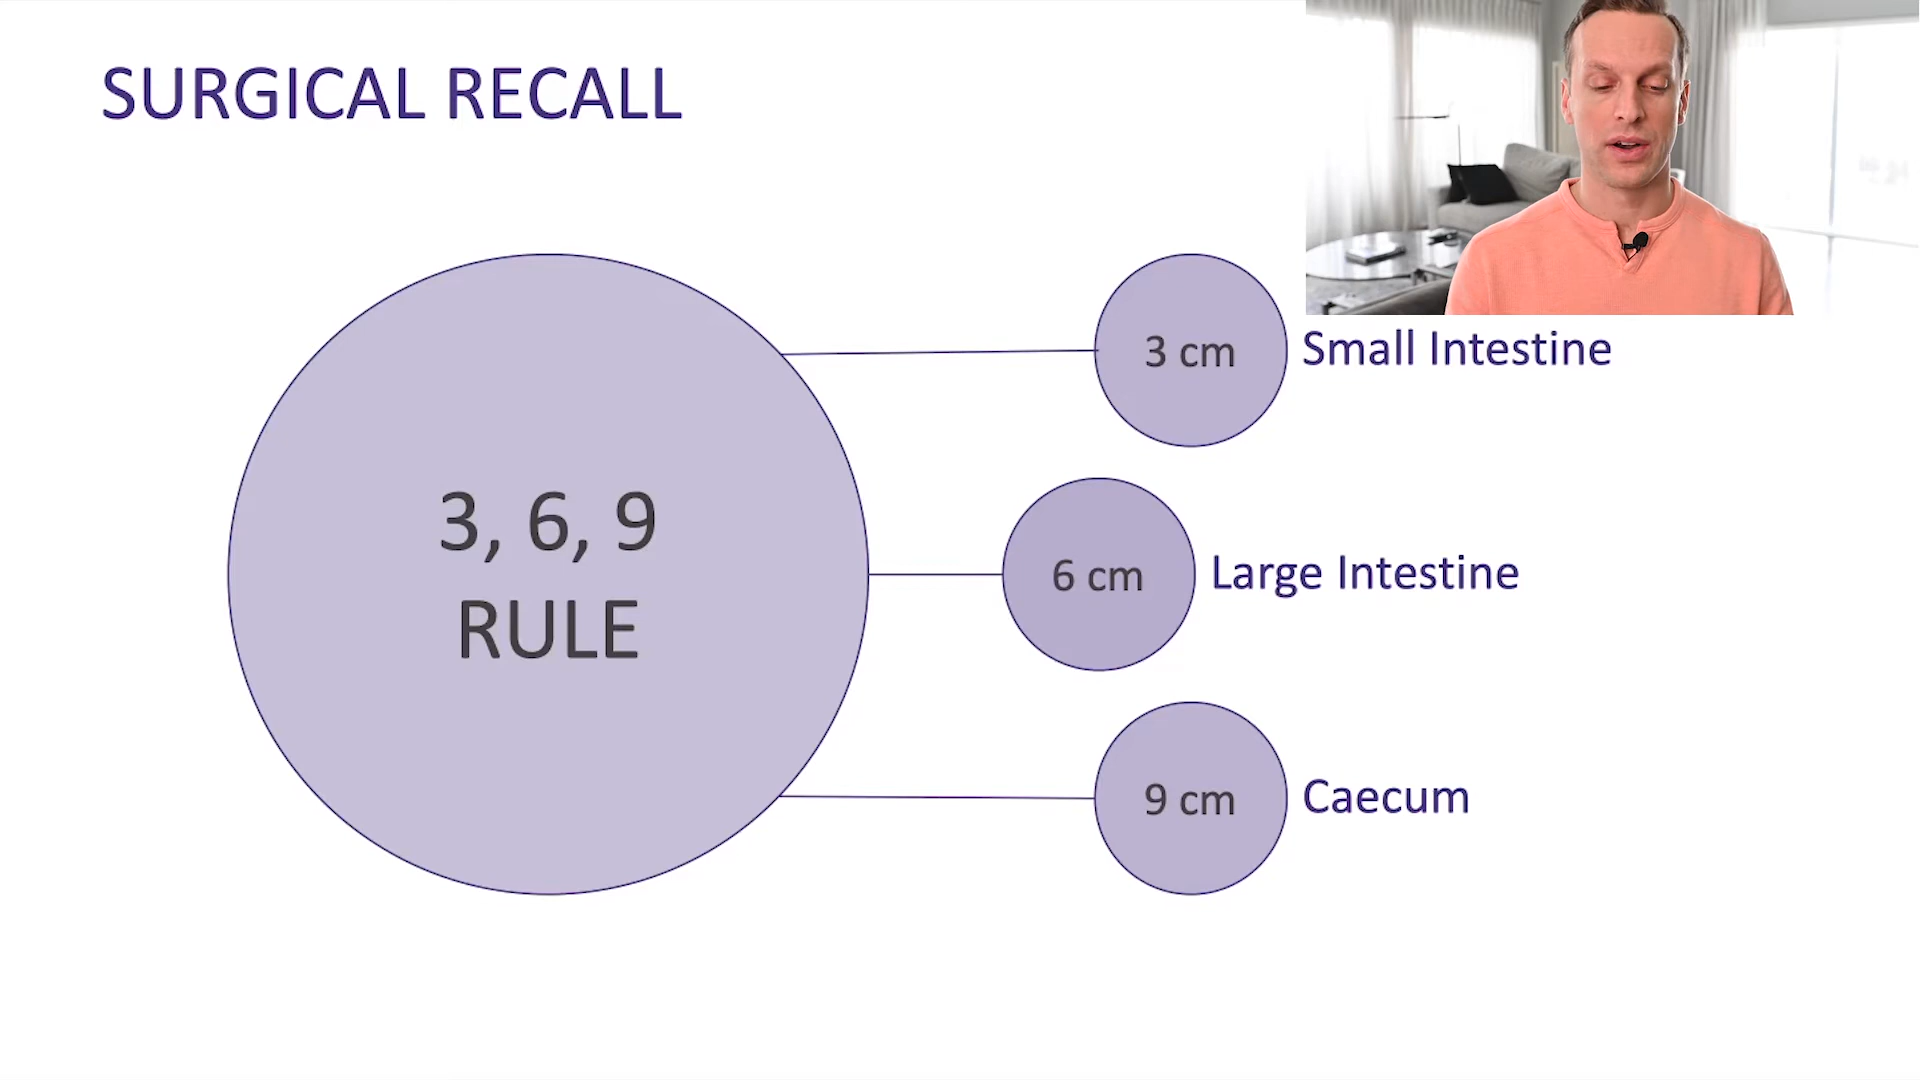 SURGICAL RECALL
3, 6, 9
RULE
3 cm
Small Intestine
6 cm
Large Intestine
9 cm
Caecum